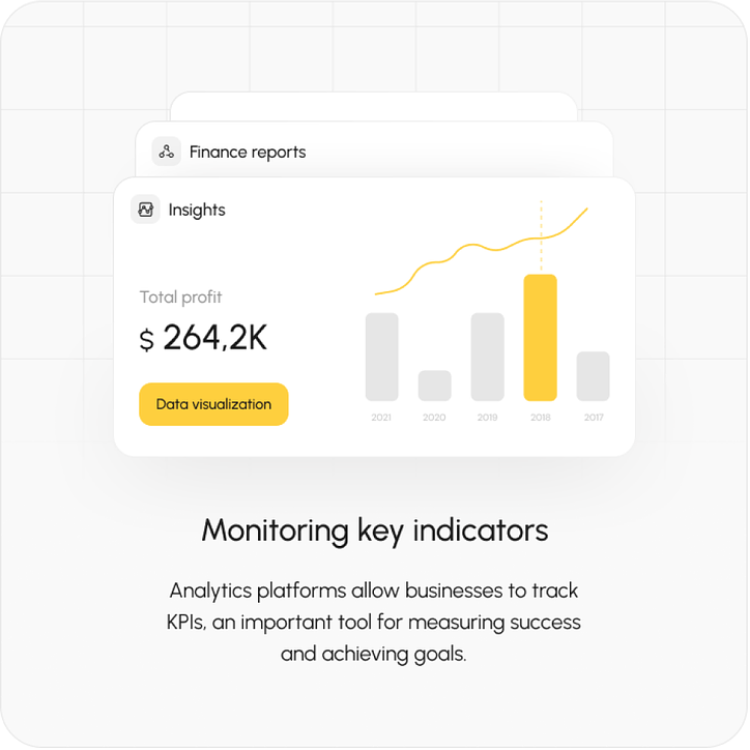 Finance reports
Insights
Total profit
$ 264,2K
Data visualization
2021 2020 2019 2018 2017
Monitoring key indicators
Analytics platforms allow businesses to track
KPIs, an important tool for measuring success
and achieving goals.